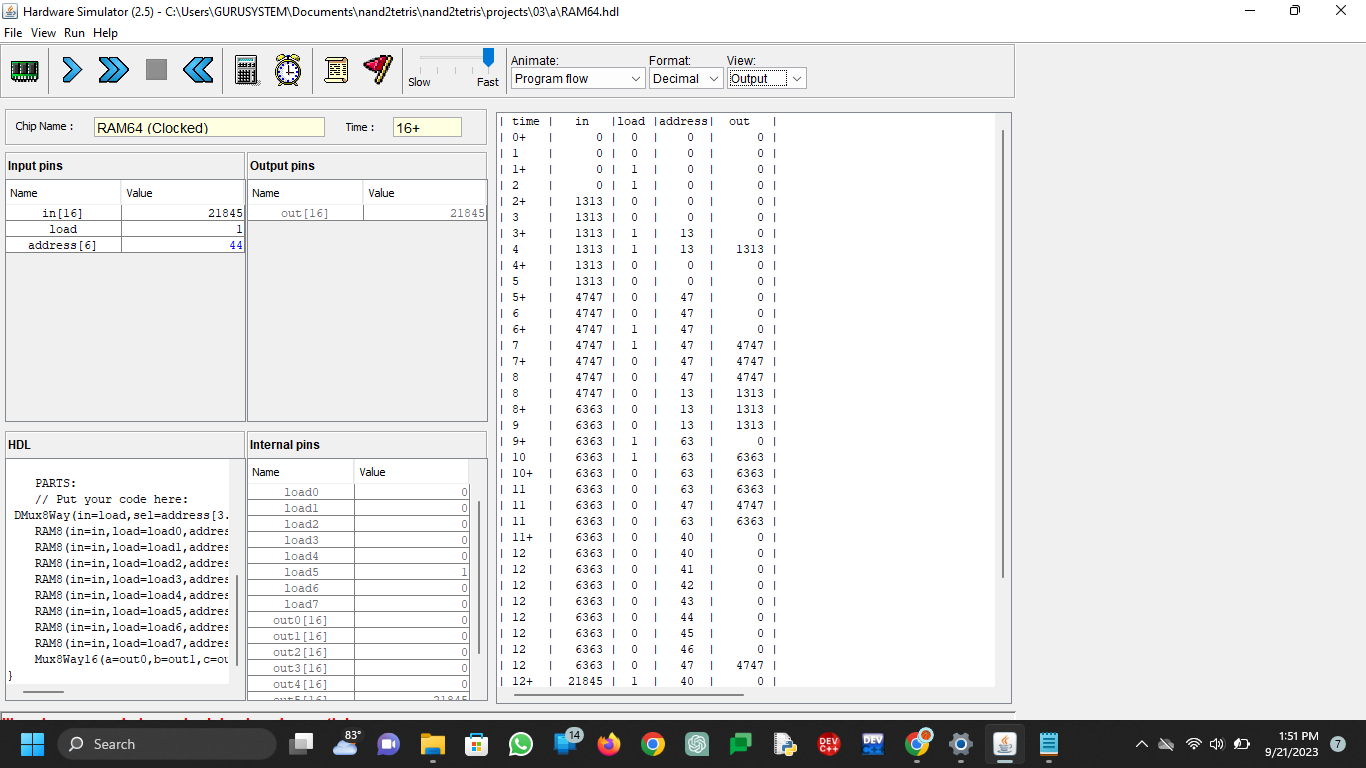 Hardware Simulator (2.5) - C:\Users\GURUSYSTEM\Documents\nand2tetris\nand2tetris\projects\03\a\RAM64.hdl
File View Run Help
Animate: Format: View:
Program flow Decimal Output
Slow Fast
Chip Name : RAM64 (Clocked) Time : 16+
Input pins
Name Value
in[16] 21845
load 1
address[6] 44
Output pins
Name Value
out[16] 21845
HDL
PARTS:
// Put your code here:
DMux8Way(in=load,sel=address[3.
RAM8(in=in,load=load0,addres
RAM8(in=in,load=load1,addres
RAM8(in=in,load=load2,addres
RAM8(in=in,load=load3,addres
RAM8(in=in,load=load4,addres
RAM8(in=in,load=load5,addres
RAM8(in=in,load=load6,addres
RAM8(in=in,load=load7,addres
Mux8Way16(a=out0,b=out1,c=ou
}
Internal pins
Name Value
load0 0
load1 0
load2 0
load3 0
load4 0
load5 1
load6 0
load7 0
out0[16] 0
out1[16] 0
out2[16] 0
out3[16] 0
out4[16] 0
out5[16] 21845
| time | in |load |address| out |
| 0+ | 0 | 0 | 0 | 0 |
| 1 | 0 | 0 | 0 | 0 |
| 1+ | 0 | 1 | 0 | 0 |
| 2 | 0 | 1 | 0 | 0 |
| 2+ | 1313 | 0 | 0 | 0 |
| 3 | 1313 | 0 | 0 | 0 |
| 3+ | 1313 | 1 | 13 | 0 |
| 4 | 1313 | 1 | 13 | 1313 |
| 4+ | 1313 | 0 | 0 | 0 |
| 5 | 1313 | 0 | 0 | 0 |
| 5+ | 4747 | 0 | 47 | 0 |
| 6 | 4747 | 0 | 47 | 0 |
| 6+ | 4747 | 1 | 47 | 0 |
| 7 | 4747 | 1 | 47 | 4747 |
| 7+ | 4747 | 0 | 47 | 4747 |
| 8 | 4747 | 0 | 47 | 4747 |
| 8 | 4747 | 0 | 13 | 1313 |
| 8+ | 6363 | 0 | 13 | 1313 |
| 9 | 6363 | 0 | 13 | 1313 |
| 9+ | 6363 | 1 | 63 | 0 |
| 10 | 6363 | 1 | 63 | 6363 |
| 10+ | 6363 | 0 | 63 | 6363 |
| 11 | 6363 | 0 | 63 | 6363 |
| 11 | 6363 | 0 | 47 | 4747 |
| 11 | 6363 | 0 | 63 | 6363 |
| 11+ | 6363 | 0 | 40 | 0 |
| 12 | 6363 | 0 | 40 | 0 |
| 12 | 6363 | 0 | 41 | 0 |
| 12 | 6363 | 0 | 42 | 0 |
| 12 | 6363 | 0 | 43 | 0 |
| 12 | 6363 | 0 | 44 | 0 |
| 12 | 6363 | 0 | 45 | 0 |
| 12 | 6363 | 0 | 46 | 0 |
| 12 | 6363 | 0 | 47 | 4747 |
| 12+ | 21845 | 1 | 40 | 0 |
Search
83°
14
DEV C++
DEV
1:51 PM
9/21/2023
7